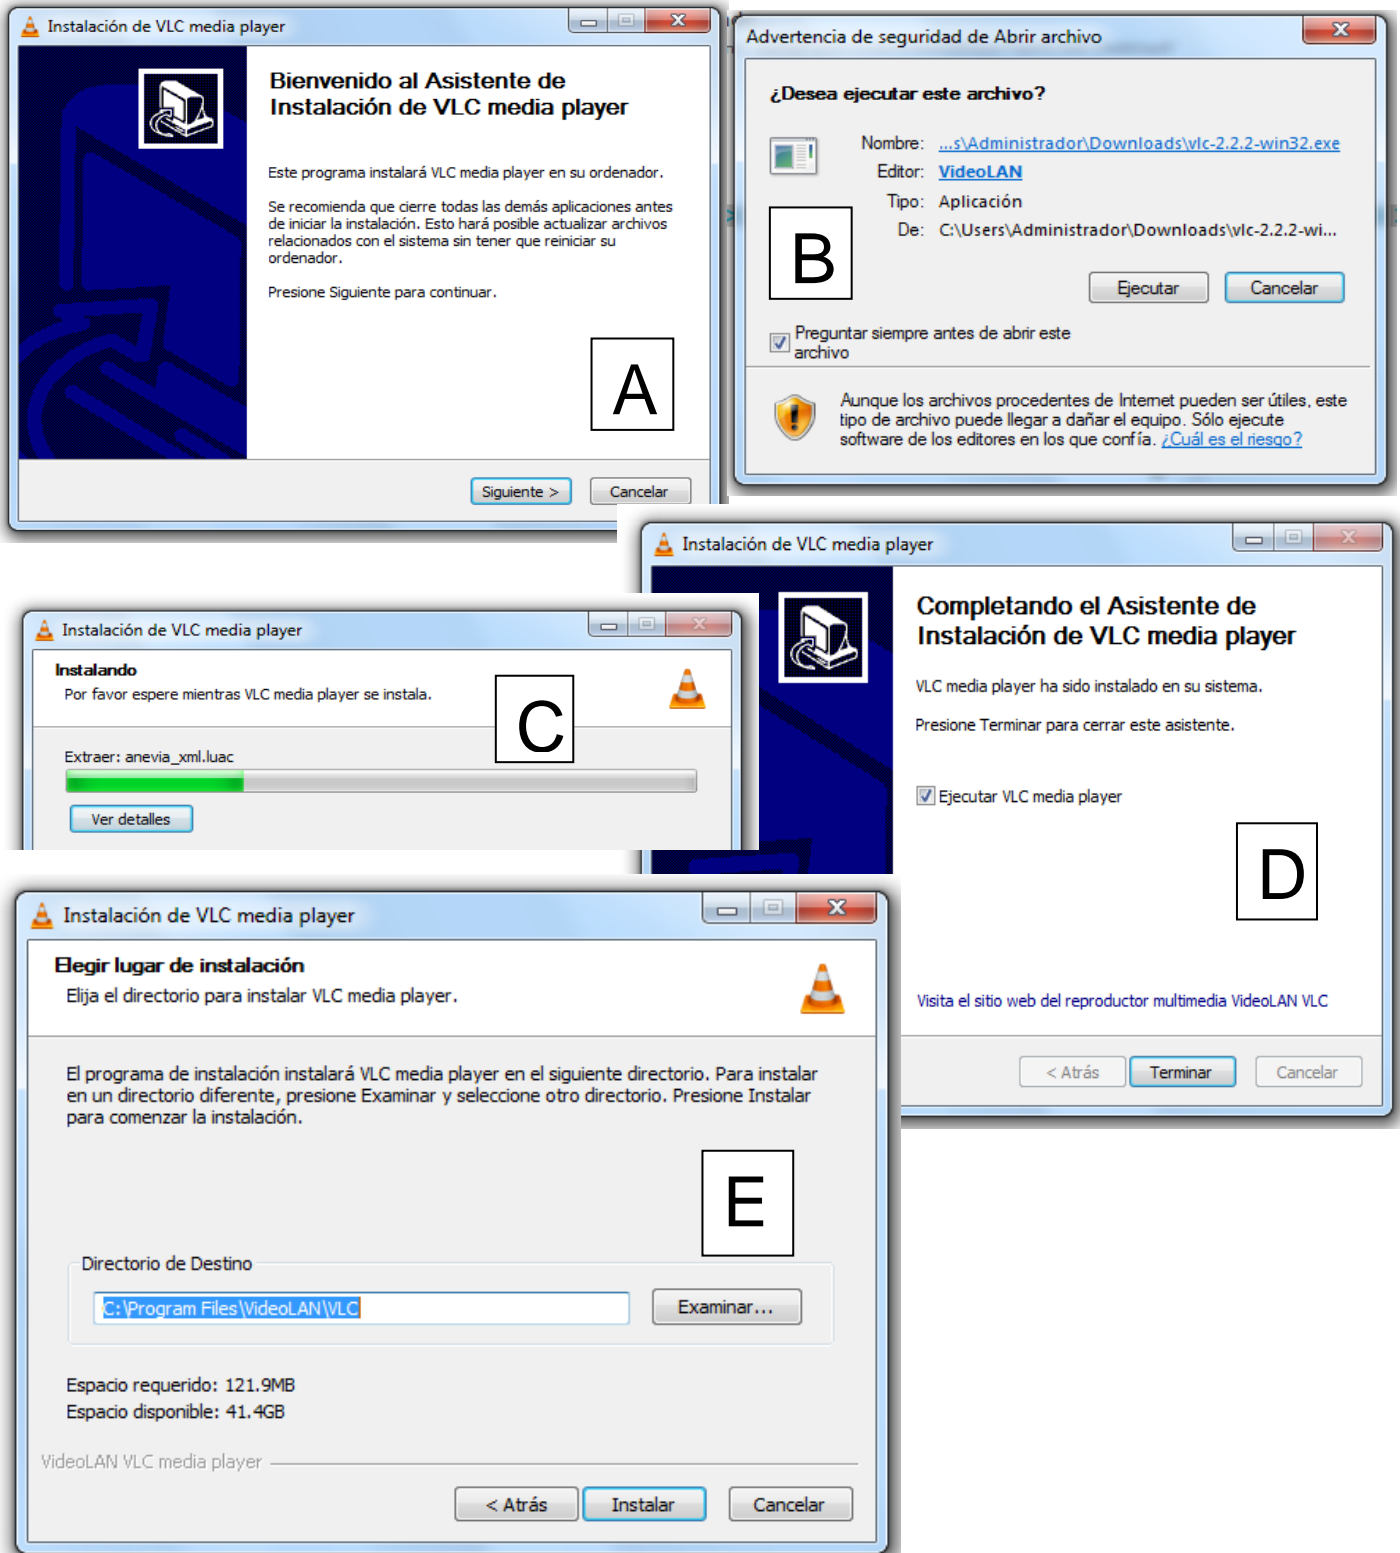 Instalación de VLC media player
Bienvenido al Asistente de
Instalación de VLC media player
Este programa instalará VLC media player en su ordenador.
Se recomienda que cierre todas las demás aplicaciones antes
de iniciar la instalación. Esto hará posible actualizar archivos
relacionados con el sistema sin tener que reiniciar su
ordenador.
Presione Siguiente para continuar.
A
Siguiente >
Cancelar
Advertencia de seguridad de Abrir archivo
¿Desea ejecutar este archivo?
Nombre: ...s\Administrador\Downloads\vlc-2.2.2-win32.exe
Editor: VideoLAN
Tipo: Aplicación
De: C:\Users\Administrador\Downloads\vlc-2.2.2-wi...
B
Ejecutar
Cancelar
Preguntar siempre antes de abrir este
archivo
Aunque los archivos procedentes de Internet pueden ser útiles, este
tipo de archivo puede llegar a dañar el equipo. Sólo ejecute
software de los editores en los que confía. ¿Cuál es el riesgo?
Instalación de VLC media player
Instalando
Por favor espere mientras VLC media player se instala.
C
Extraer: anevia_xml.luac
Ver detalles
Instalación de VLC media player
Completando el Asistente de
Instalación de VLC media player
VLC media player ha sido instalado en su sistema.
Presione Terminar para cerrar este asistente.
Ejecutar VLC media player
D
Visita el sitio web del reproductor multimedia VideoLAN VLC
< Atrás
Terminar
Cancelar
Instalación de VLC media player
Elegir lugar de instalación
Elija el directorio para instalar VLC media player.
El programa de instalación instalará VLC media player en el siguiente directorio. Para instalar
en un directorio diferente, presione Examinar y seleccione otro directorio. Presione Instalar
para comenzar la instalación.
E
Directorio de Destino
C:\Program Files\VideoLAN\VLC
Examinar...
Espacio requerido: 121.9MB
Espacio disponible: 41.4GB
VideoLAN VLC media player
< Atrás
Instalar
Cancelar